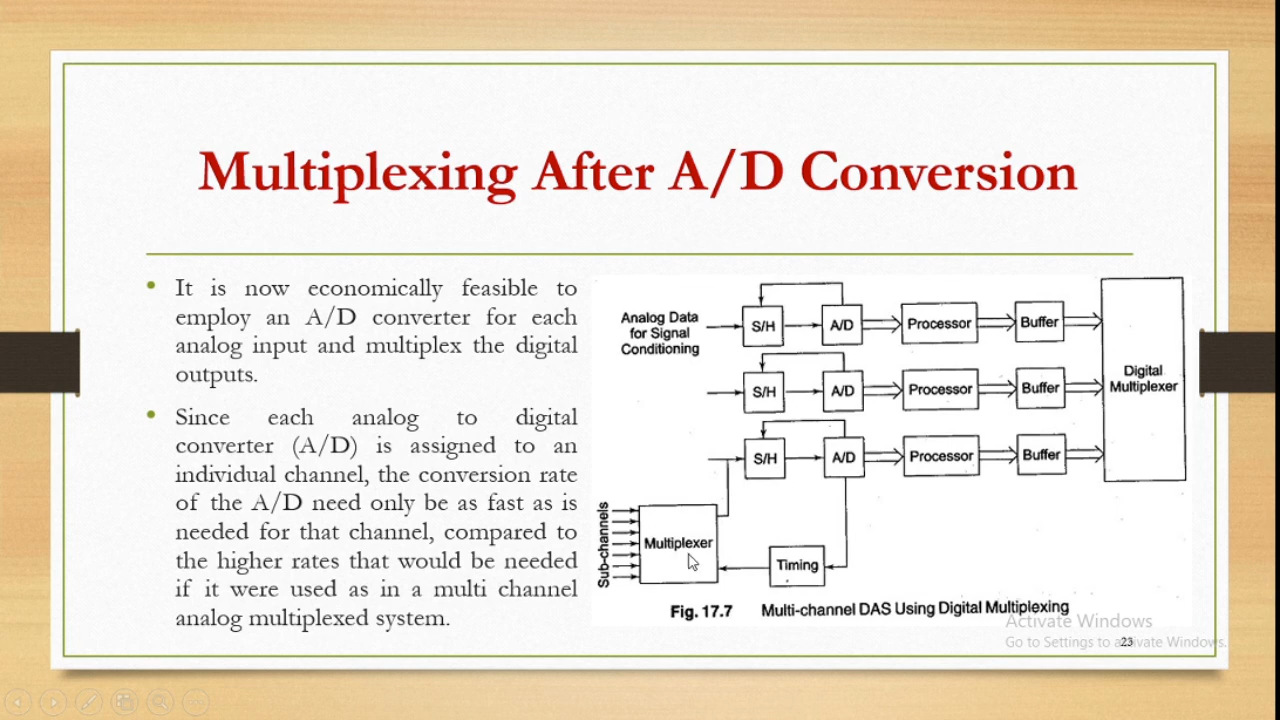 Multiplexing After A/D Conversion
• It is now economically feasible to
employ an A/D converter for each
analog input and multiplex the digital
outputs.
• Since each analog to digital
converter (A/D) is assigned to an
individual channel, the conversion rate
of the A/D need only be as fast as is
needed for that channel, compared to
the higher rates that would be needed
if it were used as in a multi channel
analog multiplexed system.
Analog Data
for Signal
Conditioning
S/H A/D Processor Buffer
S/H A/D Processor Buffer
S/H A/D Processor Buffer
Digital
Multiplexer
Sub-channels
Multiplexer
Timing
Fig. 17.7 Multi-channel DAS Using Digital Multiplexing
Activate Windows
Go to Settings to activate Windows.
23